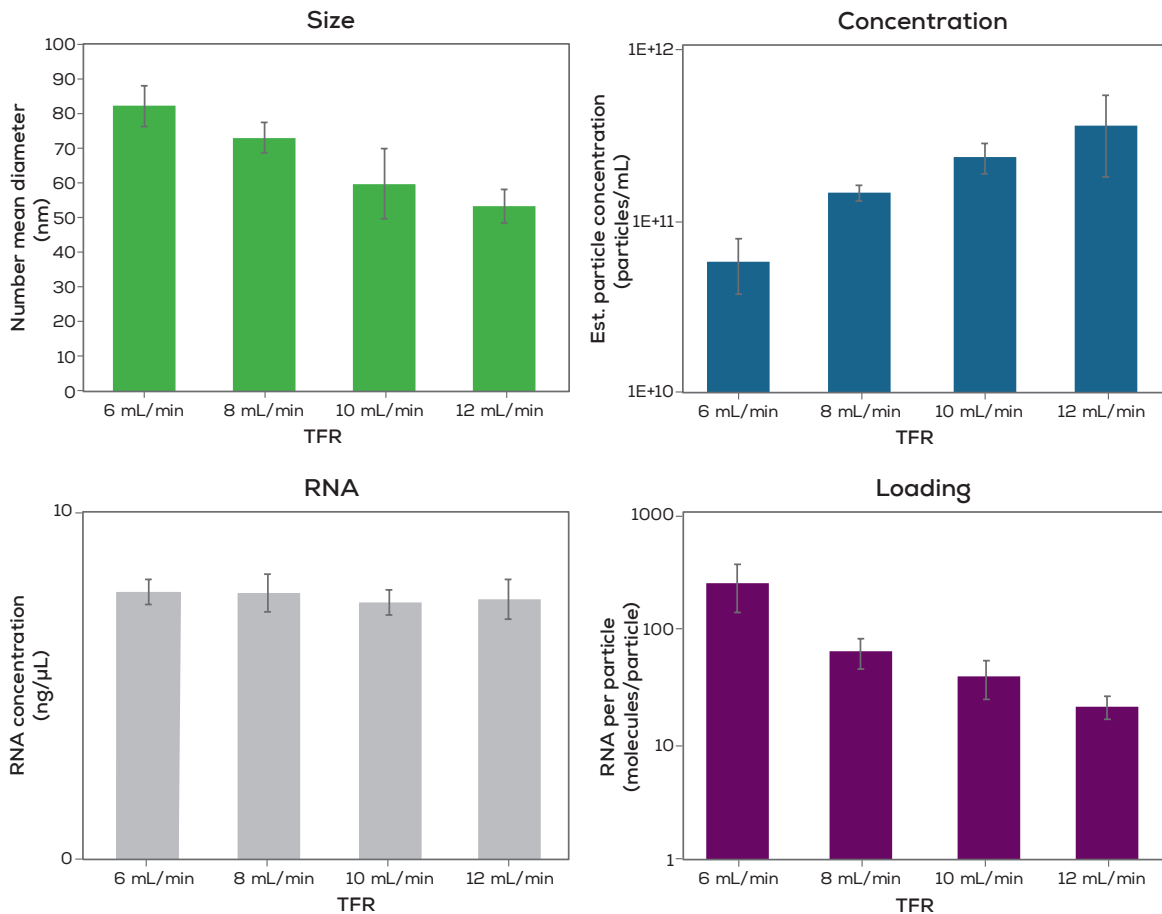 Size
Number mean diameter
(nm)
100
90
80
70
60
50
40
30
20
10
0
6 mL/min 8 mL/min 10 mL/min 12 mL/min
TFR
Concentration
Est. particle concentration
(particles/mL)
1E+12
1E+11
1E+10
6 mL/min 8 mL/min 10 mL/min 12 mL/min
TFR
RNA
RNA concentration
(ng/µL)
10
0
6 mL/min 8 mL/min 10 mL/min 12 mL/min
TFR
Loading
RNA per particle
(molecules/particle)
1000
100
10
1
6 mL/min 8 mL/min 10 mL/min 12 mL/min
TFR